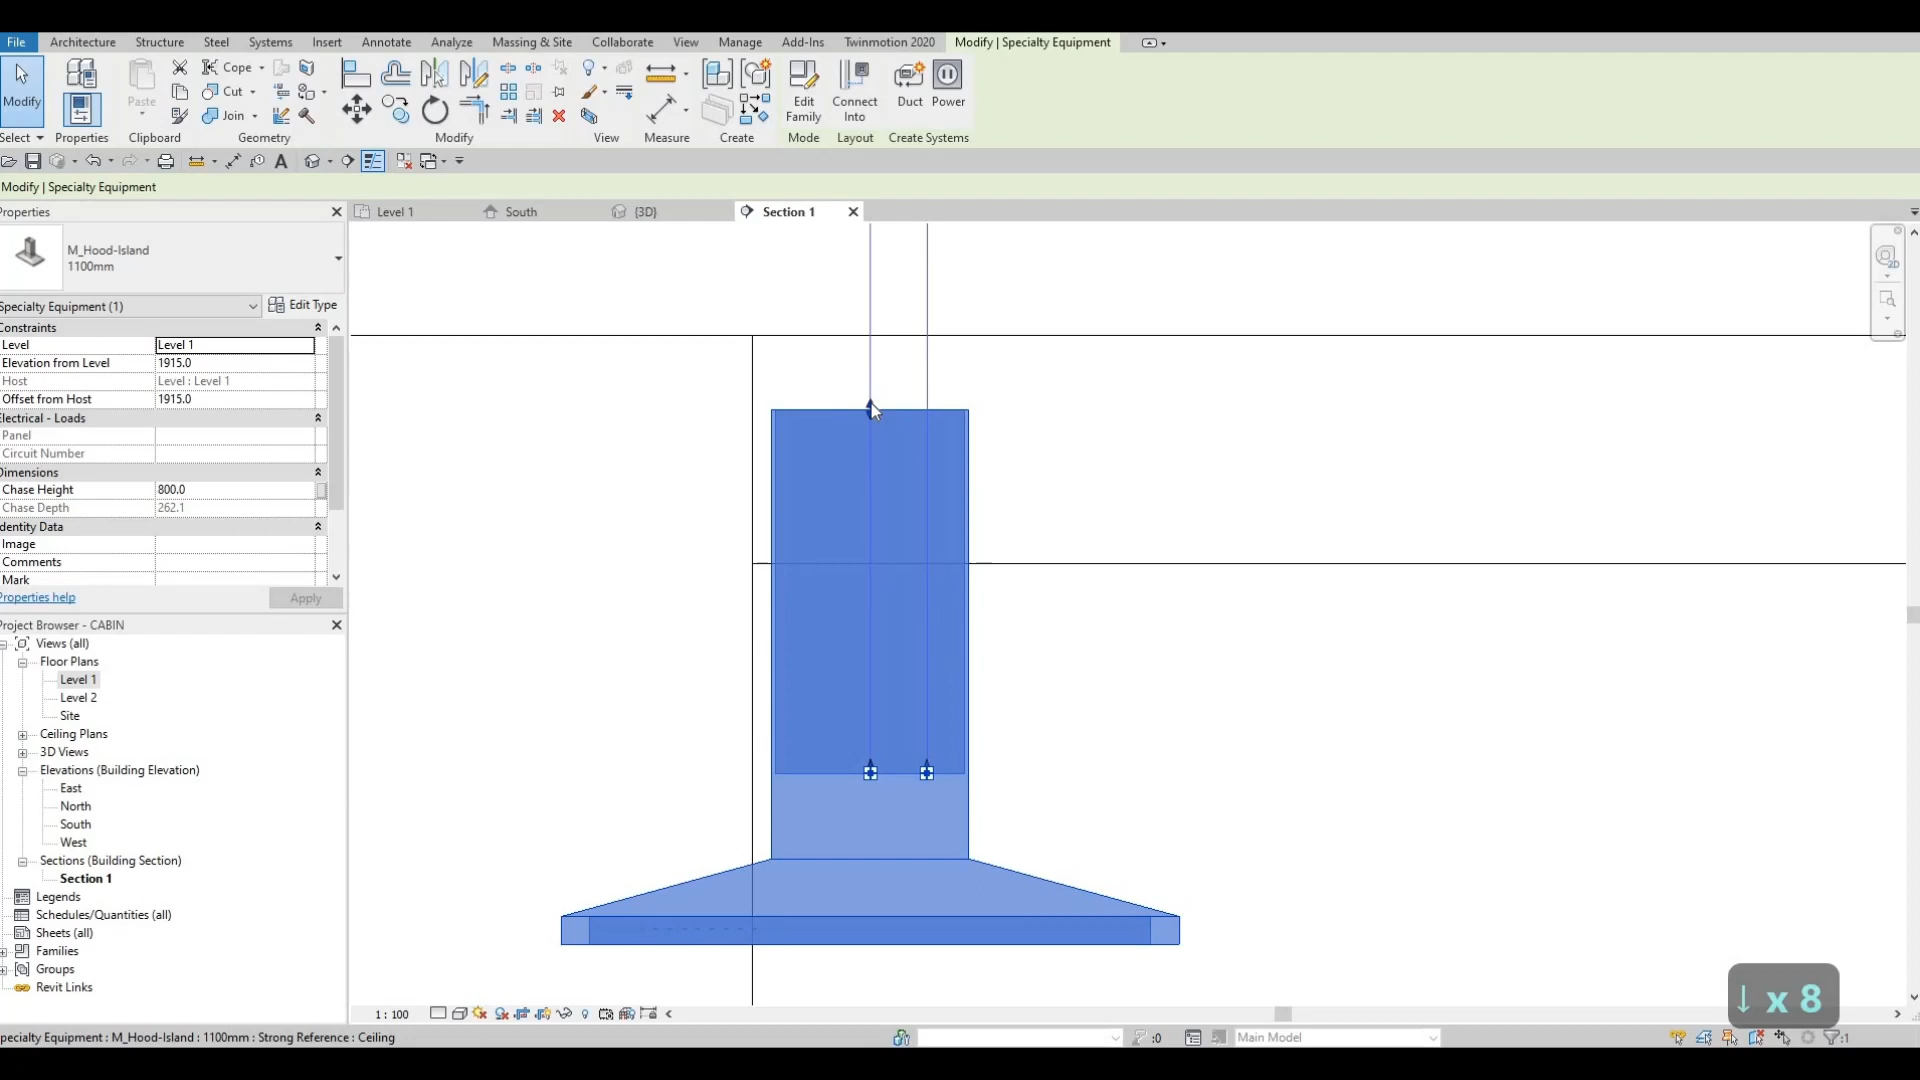 File Architecture Structure Steel Systems Insert Annotate Analyze Massing & Site Collaborate View Manage Add-Ins Twinmotion 2020 Modify | Specialty Equipment
Modify Paste Cope Cut Join Edit Family Connect Into Duct Power
Select Properties Clipboard Geometry Modify View Measure Create Mode Layout Create Systems
Modify | Specialty Equipment
Properties
Level 1 South {3D} Section 1
M_Hood-Island
1100mm
Specialty Equipment (1) Edit Type
Constraints
Level Level 1
Elevation from Level 1915.0
Host Level : Level 1
Offset from Host 1915.0
Electrical - Loads
Panel
Circuit Number
Dimensions
Chase Height 800.0
Chase Depth 262.1
Identity Data
Image
Comments
Mark
Properties help Apply
Project Browser - CABIN
Views (all)
Floor Plans
Level 1
Level 2
Site
Ceiling Plans
3D Views
Elevations (Building Elevation)
East
North
South
West
Sections (Building Section)
Section 1
Legends
Schedules/Quantities (all)
Sheets (all)
Families
Groups
Revit Links
1 : 100
↓ x 8
pecialty Equipment : M_Hood-Island : 1100mm : Strong Reference : Ceiling :0 Main Model :1